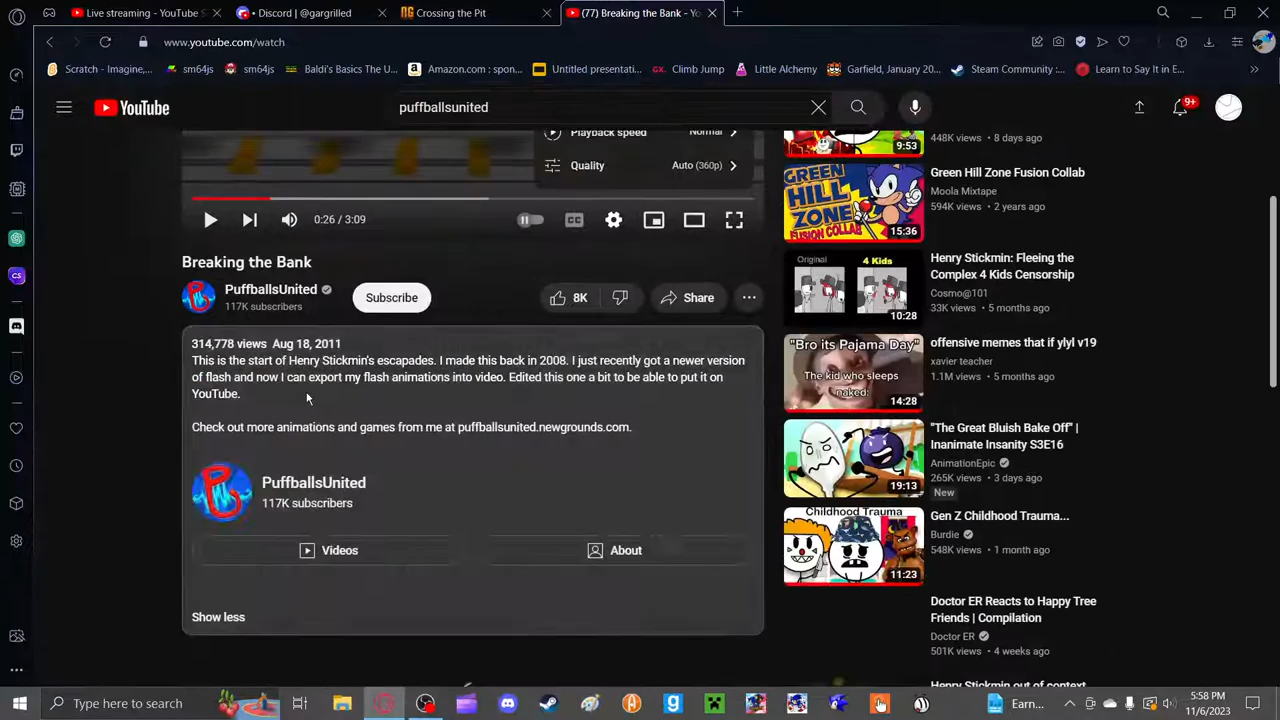 Live streaming - YouTube S
• Discord | @gargrilled
Crossing the Pit
(77) Breaking the Bank - Yo
www.youtube.com/watch
Scratch - Imagine,...
sm64js
sm64js
Baldi's Basics The U...
Amazon.com : spon...
Untitled presentati...
GX. Climb Jump
Little Alchemy
Garfield, January 20...
Steam Community :...
Learn to Say It in E...
YouTube
puffballsunited
9+
Playback speed
Normal
Quality
Auto (360p)
0:26 / 3:09
CC
Breaking the Bank
PuffballsUnited
117K subscribers
Subscribe
8K
Share
314,778 views Aug 18, 2011
This is the start of Henry Stickmin's escapades. I made this back in 2008. I just recently got a newer version
of flash and now I can export my flash animations into video. Edited this one a bit to be able to put it on
YouTube.
Check out more animations and games from me at puffballsunited.newgrounds.com.
PuffballsUnited
117K subscribers
Videos
About
Show less
448K views • 8 days ago
9:53
GREEN
HILL
ZONE
FUSION COLLAB
15:36
Green Hill Zone Fusion Collab
Moola Mixtape
594K views • 2 years ago
Original
4 Kids
10:28
Henry Stickmin: Fleeing the
Complex 4 Kids Censorship
Cosmo@101
33K views • 5 months ago
"Bro its Pajama Day"
The kid who sleeps
naked:
14:28
offensive memes that if ylyl v19
xavier teacher
1.1M views • 5 months ago
19:13
"The Great Bluish Bake Off" |
Inanimate Insanity S3E16
AnimationEpic
265K views • 3 days ago
New
Childhood Trauma
11:23
Gen Z Childhood Trauma...
Burdie
548K views • 1 month ago
Doctor ER Reacts to Happy Tree
Friends | Compilation
Doctor ER
501K views • 4 weeks ago
Henry Stickmin out of context
Type here to search
Earn...
5:58 PM
11/6/2023